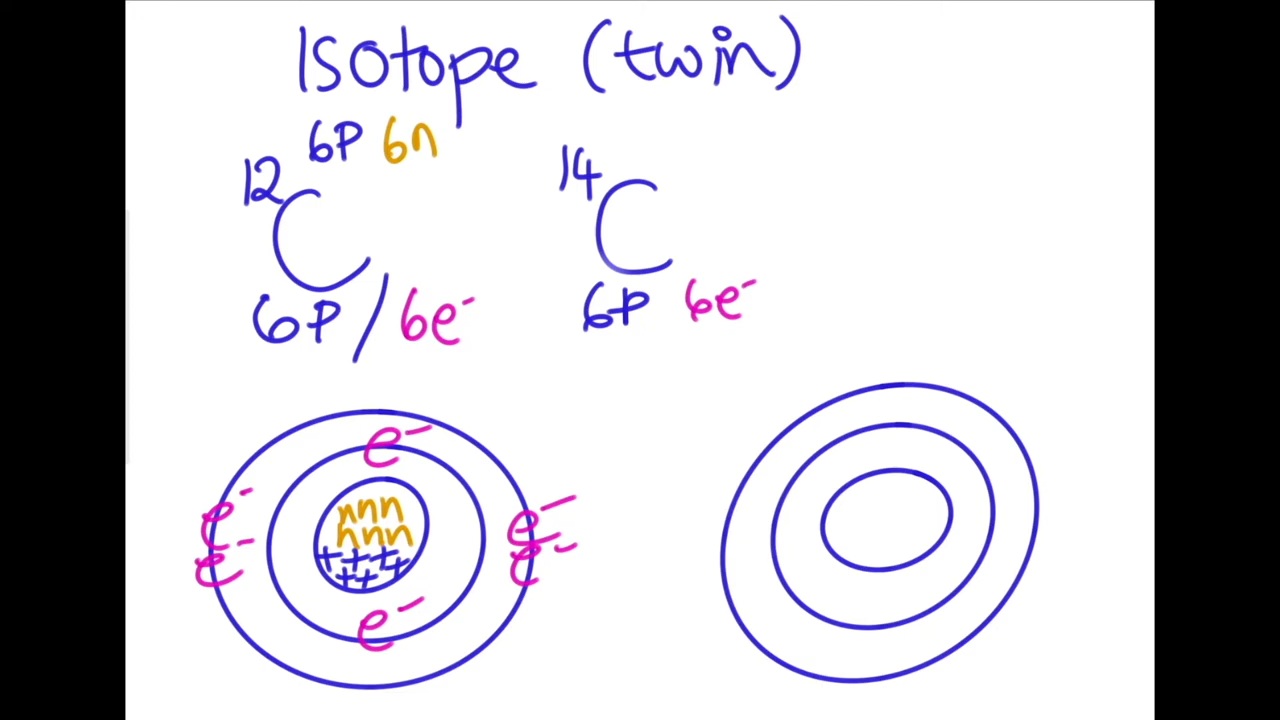 Isotope (twin)
6P 6n
12C
14C
6P/6e-
6P 6e-
e-
e- e-
nnn
nnn
e- e-
+ + + +
+ + +
e-